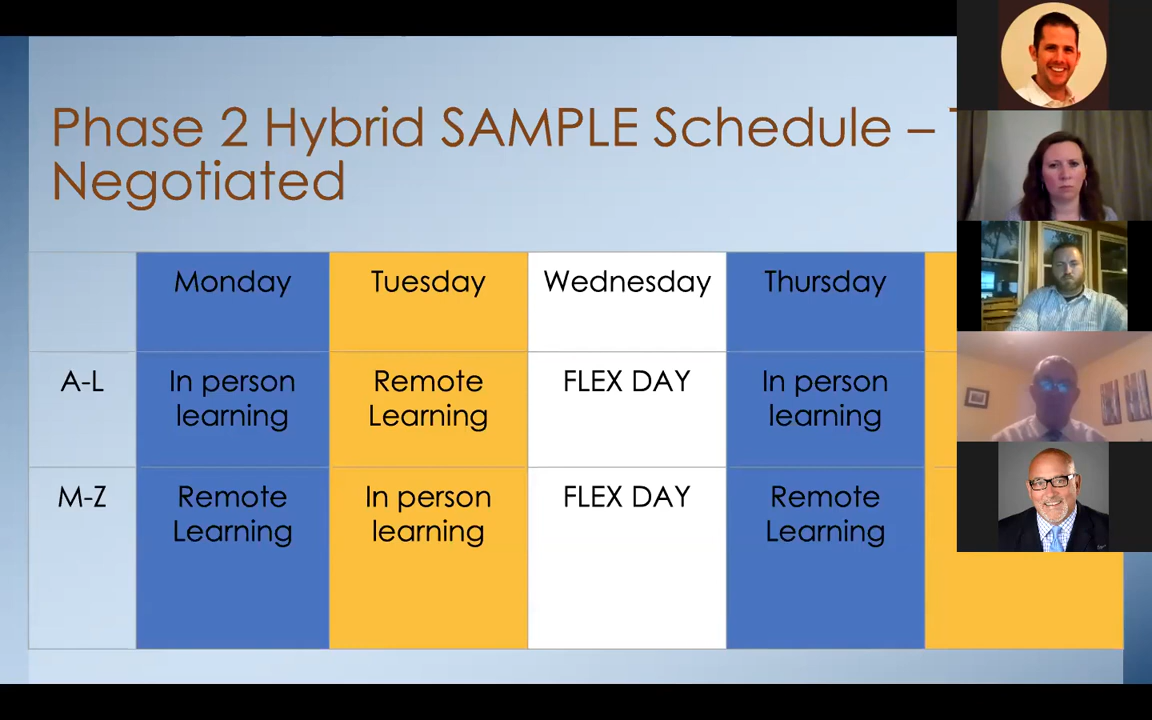 Phase 2 Hybrid SAMPLE Schedule –
Negotiated
Monday Tuesday Wednesday Thursday
A-L In person learning Remote Learning FLEX DAY In person learning
M-Z Remote Learning In person learning FLEX DAY Remote Learning